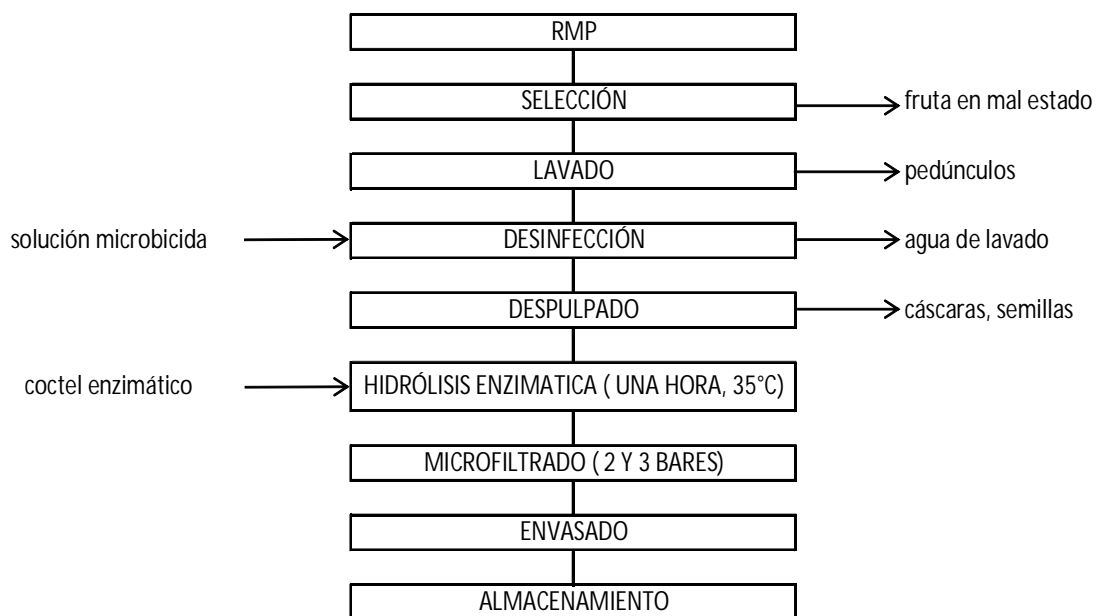 RMP
SELECCIÓN
fruta en mal estado
LAVADO
pedúnculos
solución microbicida
DESINFECCIÓN
agua de lavado
DESPULPADO
cáscaras, semillas
coctel enzimático
HIDRÓLISIS ENZIMATICA ( UNA HORA, 35°C)
MICROFILTRADO ( 2 Y 3 BARES)
ENVASADO
ALMACENAMIENTO